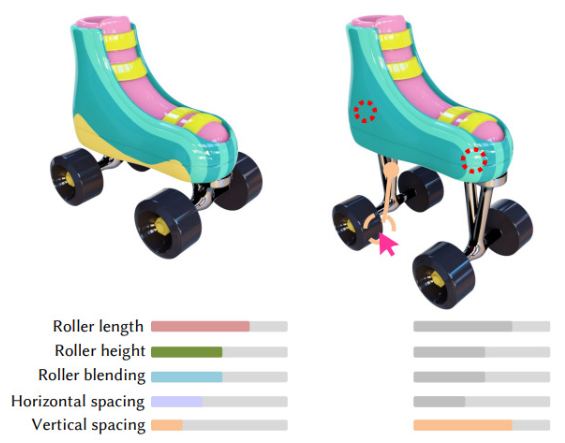 Roller length
Roller height
Roller blending
Horizontal spacing
Vertical spacing